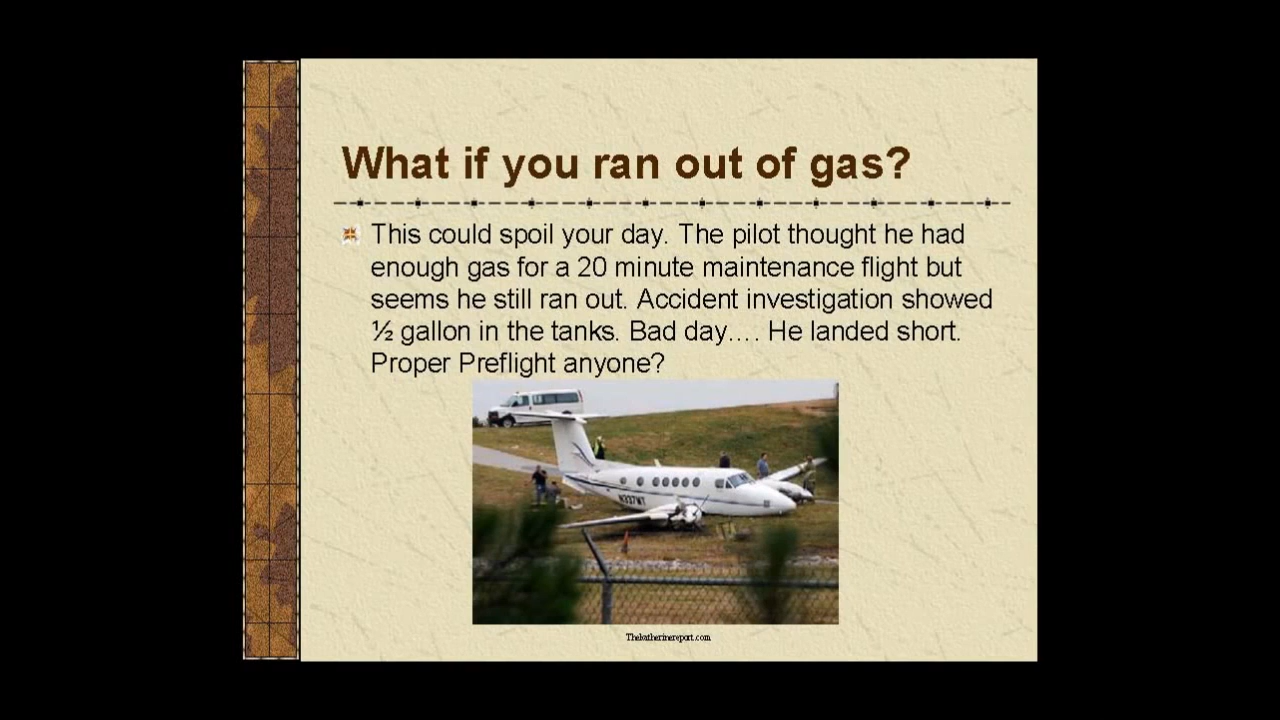 What if you ran out of gas?
This could spoil your day. The pilot thought he had
enough gas for a 20 minute maintenance flight but
seems he still ran out. Accident investigation showed
½ gallon in the tanks. Bad day.... He landed short.
Proper Preflight anyone?
N337MT
Thekatherinereport.com